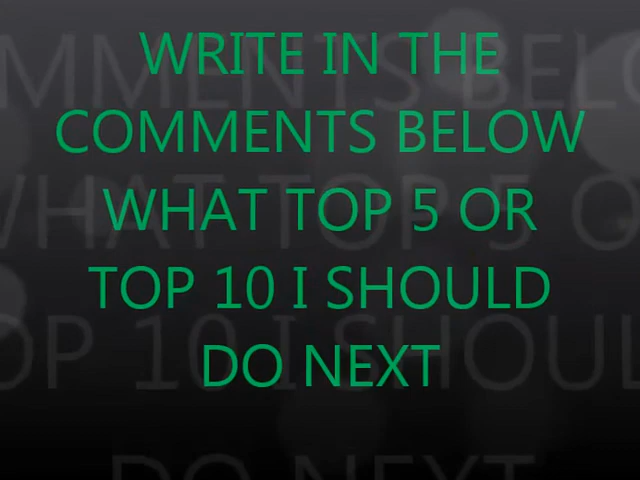 WRITE IN THE
COMMENTS BELOW
WHAT TOP 5 OR
TOP 10 I SHOULD
DO NEXT